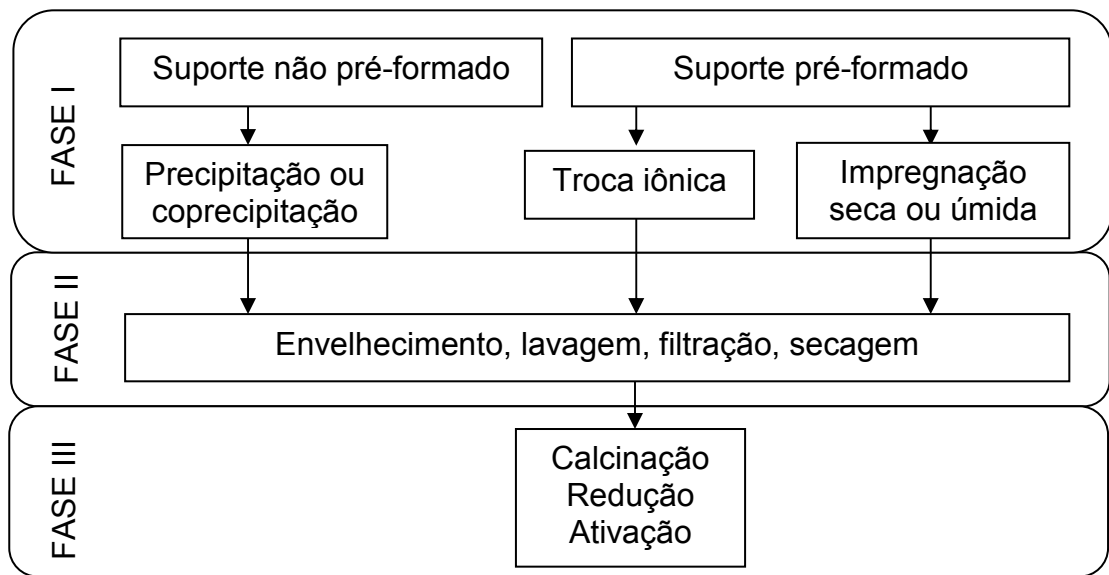 FASE I
Suporte não pré-formado
Suporte pré-formado
Precipitação ou
coprecipitação
Troca iônica
Impregnação
seca ou úmida
FASE II
Envelhecimento, lavagem, filtração, secagem
FASE III
Calcinação
Redução
Ativação